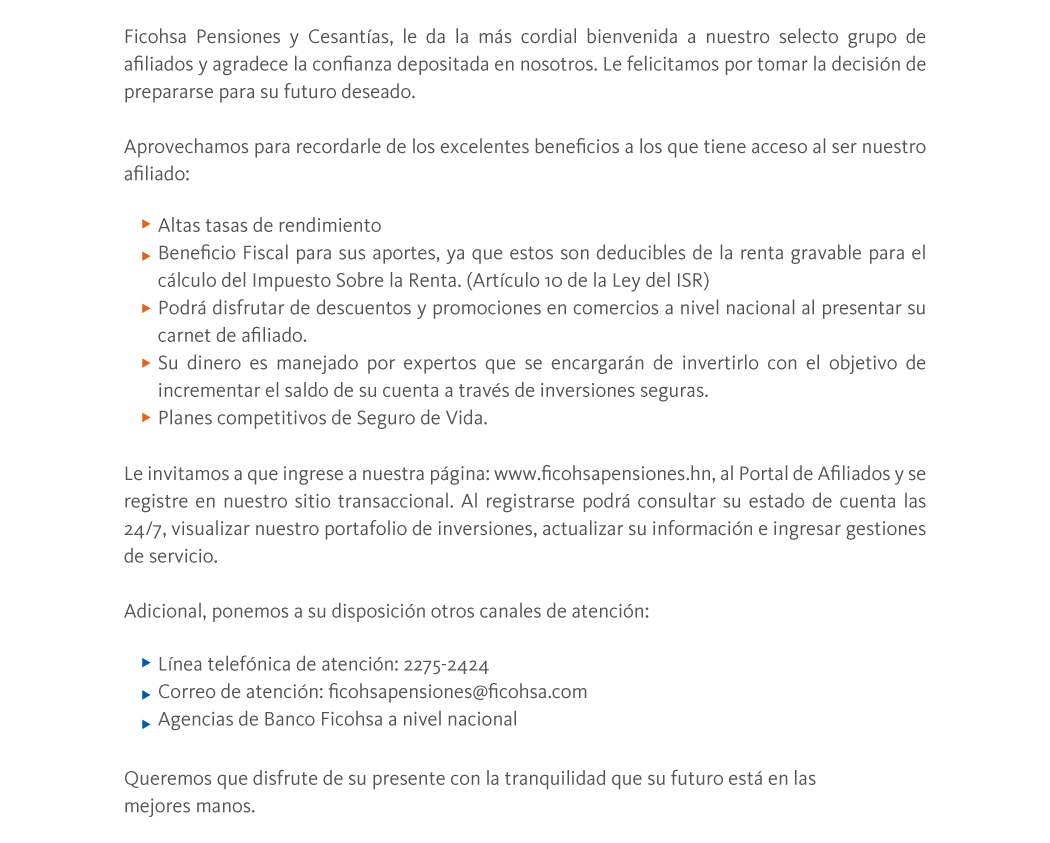 Ficohsa Pensiones y Cesantías, le da la más cordial bienvenida a nuestro selecto grupo de
afiliados y agradece la confianza depositada en nosotros. Le felicitamos por tomar la decisión de
prepararse para su futuro deseado.
Aprovechamos para recordarle de los excelentes beneficios a los que tiene acceso al ser nuestro
afiliado:
Altas tasas de rendimiento
Beneficio Fiscal para sus aportes, ya que estos son deducibles de la renta gravable para el
cálculo del Impuesto Sobre la Renta. (Artículo 10 de la Ley del ISR)
Podrá disfrutar de descuentos y promociones en comercios a nivel nacional al presentar su
carnet de afiliado.
Su dinero es manejado por expertos que se encargarán de invertirlo con el objetivo de
incrementar el saldo de su cuenta a través de inversiones seguras.
Planes competitivos de Seguro de Vida.
Le invitamos a que ingrese a nuestra página: www.ficohsapensiones.hn, al Portal de Afiliados y se
registre en nuestro sitio transaccional. Al registrarse podrá consultar su estado de cuenta las
24/7, visualizar nuestro portafolio de inversiones, actualizar su información e ingresar gestiones
de servicio.
Adicional, ponemos a su disposición otros canales de atención:
Línea telefónica de atención: 2275-2424
Correo de atención: ficohsapensiones@ficohsa.com
Agencias de Banco Ficohsa a nivel nacional
Queremos que disfrute de su presente con la tranquilidad que su futuro está en las
mejores manos.